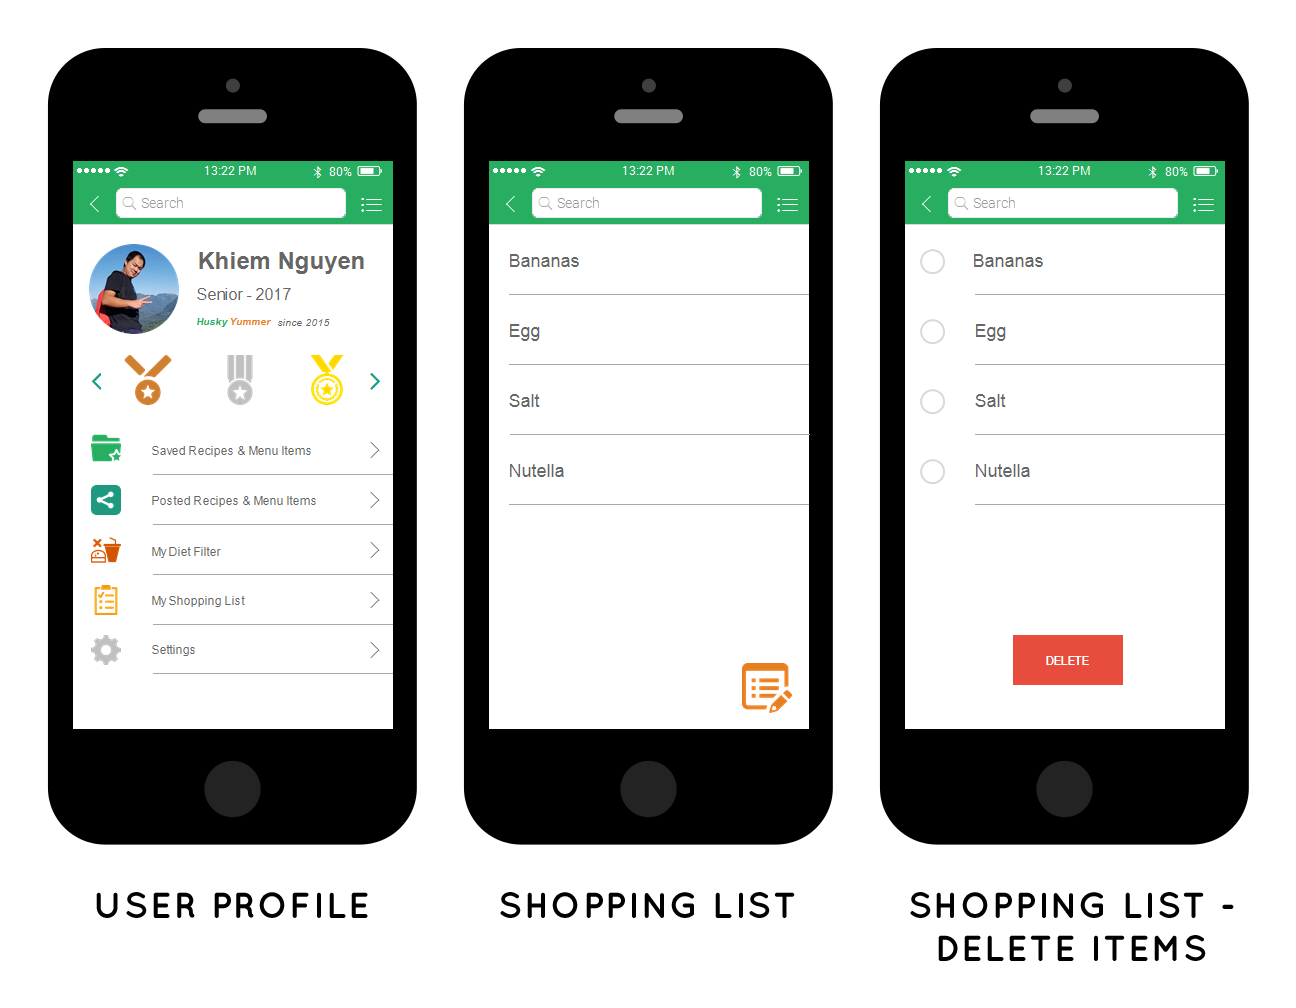 13:22 PM
80%
Search
Khiem Nguyen
Senior - 2017
Husky Yummer since 2015
Saved Recipes & Menu Items
Posted Recipes & Menu Items
My Diet Filter
My Shopping List
Settings
USER PROFILE
13:22 PM
80%
Search
Bananas
Egg
Salt
Nutella
SHOPPING LIST
13:22 PM
80%
Search
Bananas
Egg
Salt
Nutella
DELETE
SHOPPING LIST -
DELETE ITEMS